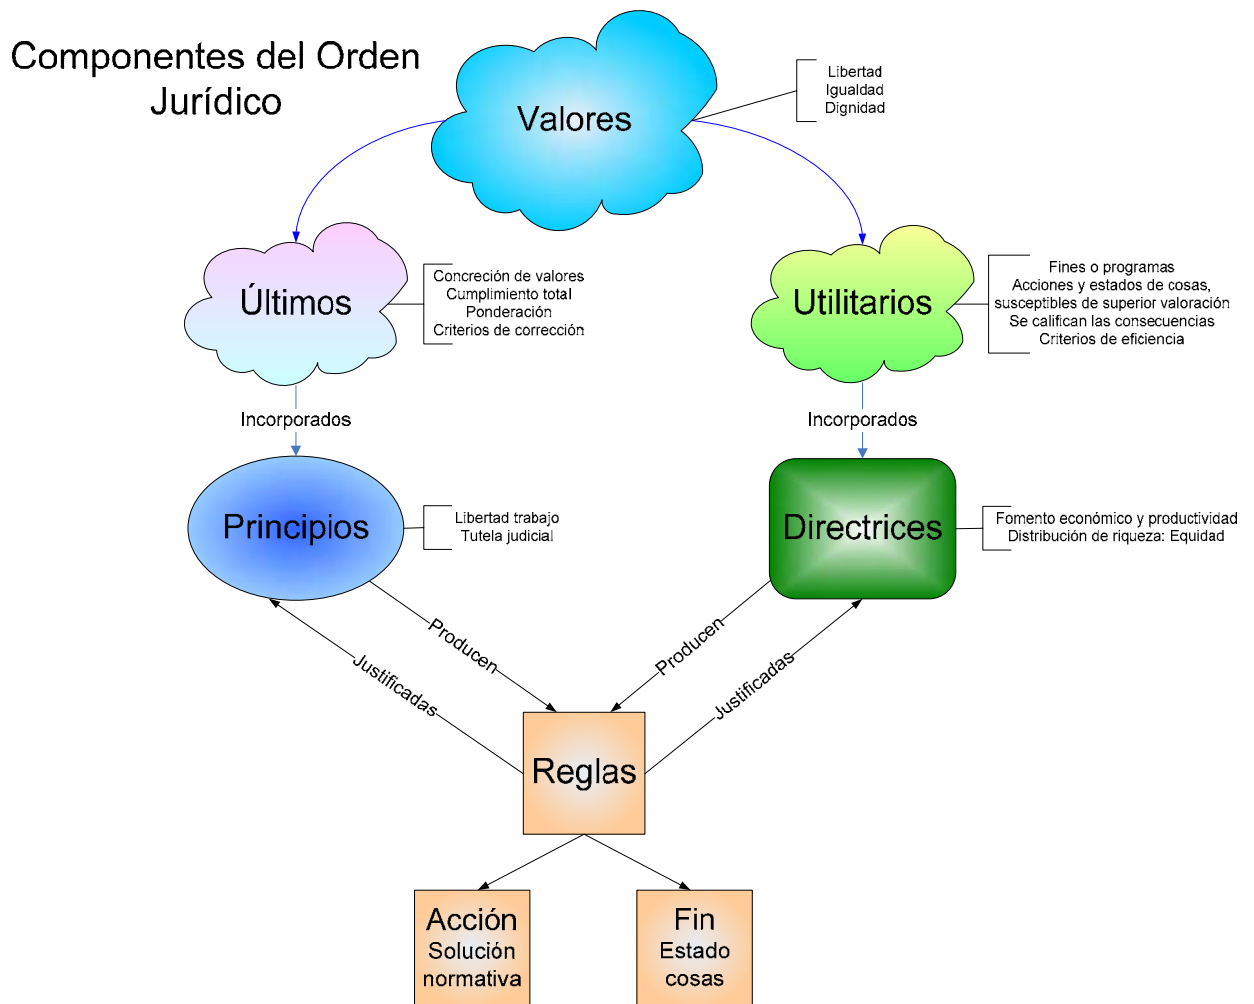 Componentes del Orden
Jurídico
Valores
Libertad
Igualdad
Dignidad
Últimos
Concreción de valores
Cumplimiento total
Ponderación
Criterios de corrección
Utilitarios
Fines o programas
Acciones y estados de cosas,
susceptibles de superior valoración
Se califican las consecuencias
Criterios de eficiencia
Incorporados
Incorporados
Principios
Libertad trabajo
Tutela judicial
Directrices
Fomento económico y productividad
Distribución de riqueza: Equidad
Producen
Justificadas
Producen
Justificadas
Reglas
Acción
Solución
normativa
Fin
Estado
cosas